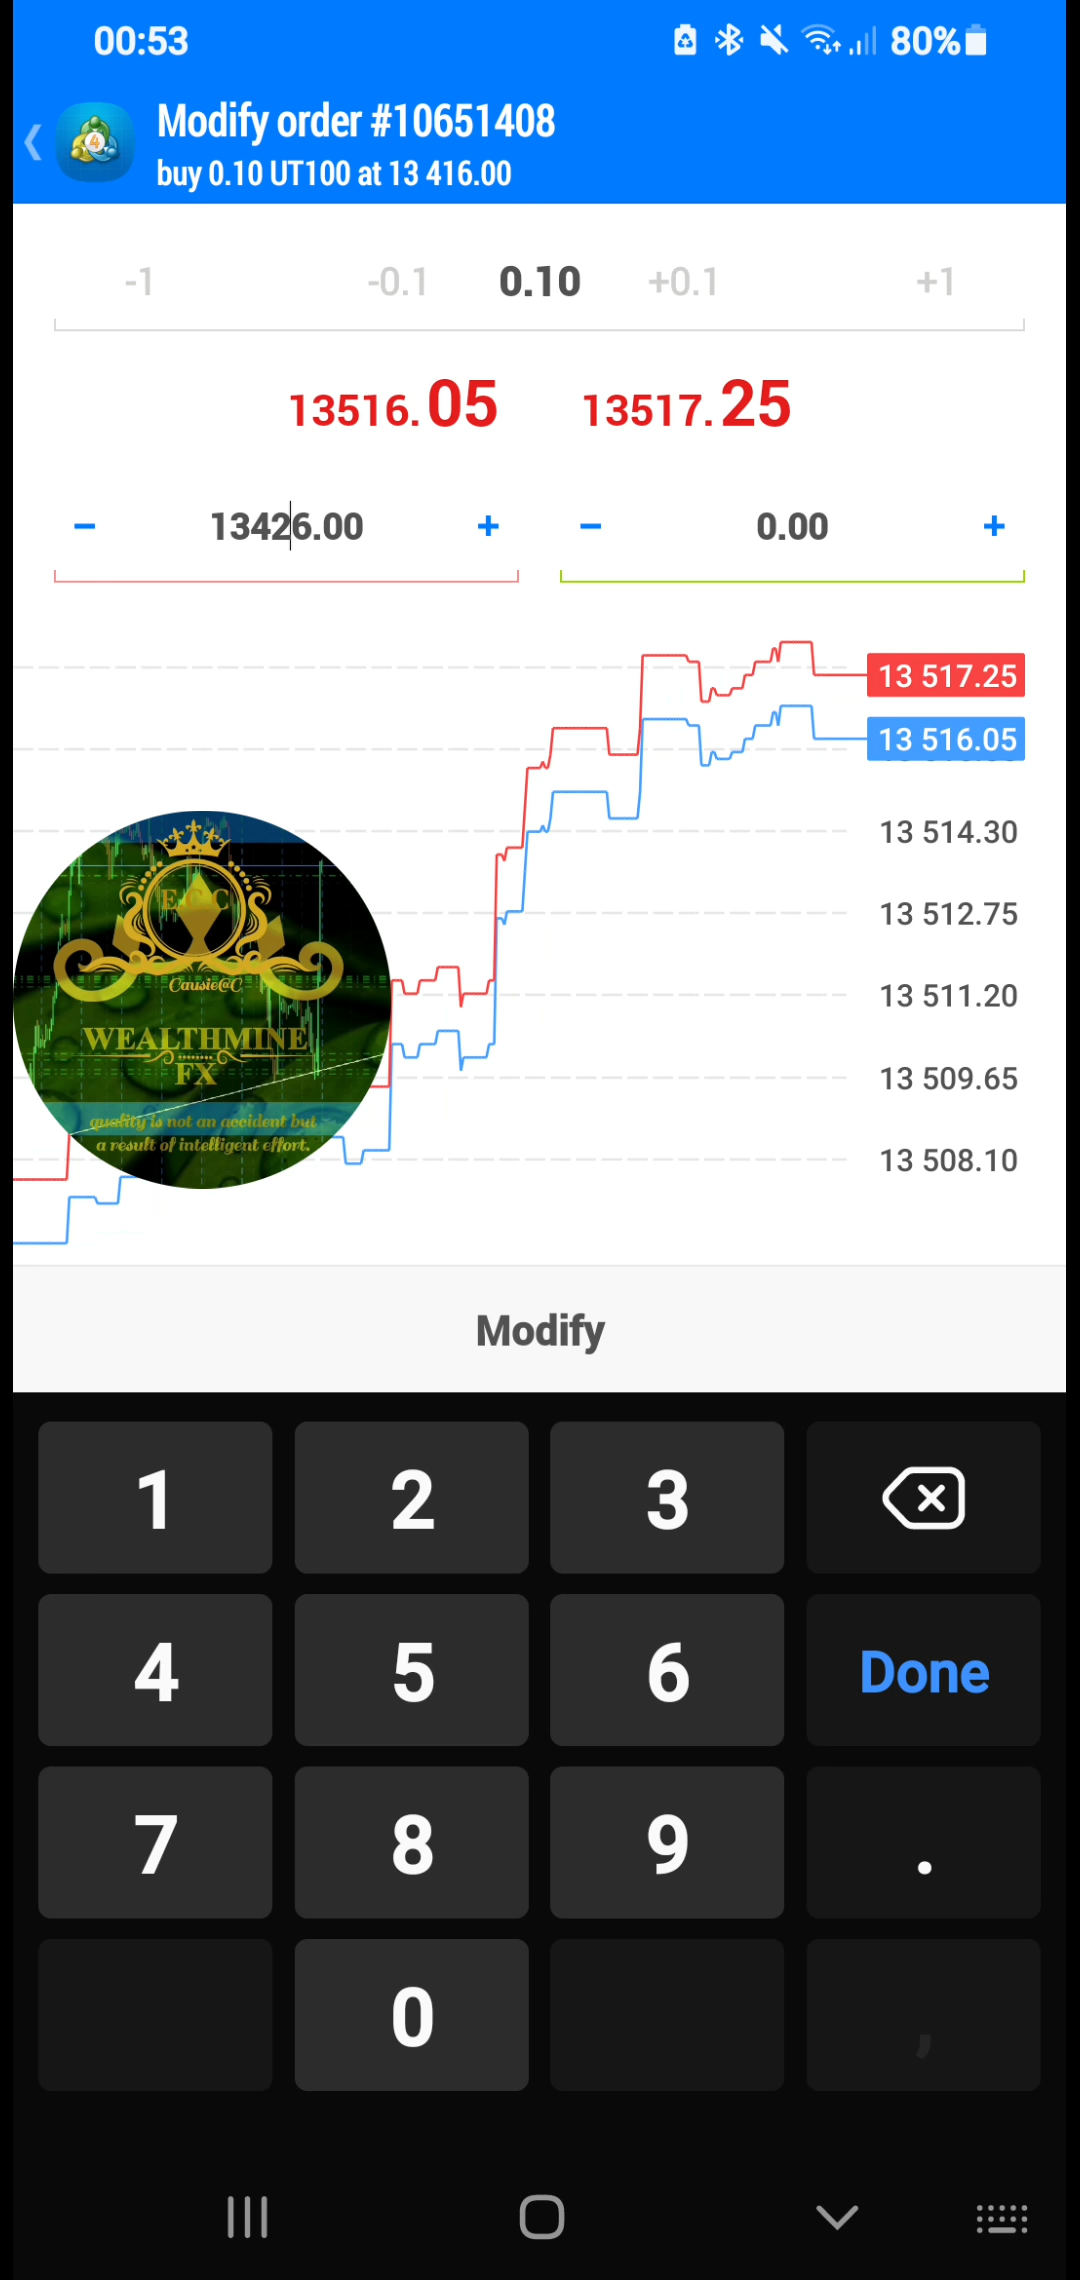 00:53
80%
Modify order #10651408
buy 0.10 UT100 at 13 416.00
-1 -0.1 0.10 +0.1 +1
13516.05 13517.25
− 13426.00 + − 0.00 +
13 517.25
13 516.05
13 514.30
13 512.75
E C C
13 511.20
Causie@C
WEALTHMINE
FX
13 509.65
quality is not an accident but
a result of intelligent effort.
13 508.10
Modify
1 2 3
4 5 6 Done
7 8 9 .
0 ,